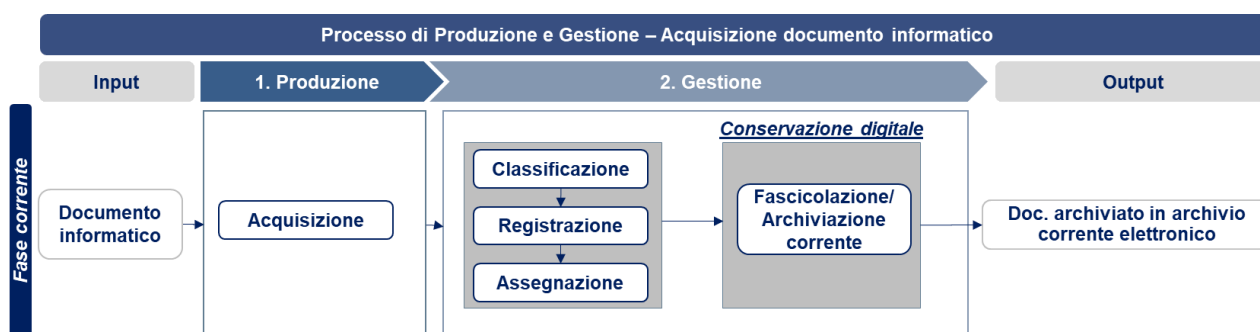 Processo di Produzione e Gestione – Acquisizione documento informatico
Input
1. Produzione
2. Gestione
Output
Fase corrente
Documento
informatico
Acquisizione
Classificazione
Registrazione
Assegnazione
Conservazione digitale
Fascicolazione/
Archiviazione
corrente
Doc. archiviato in archivio
corrente elettronico